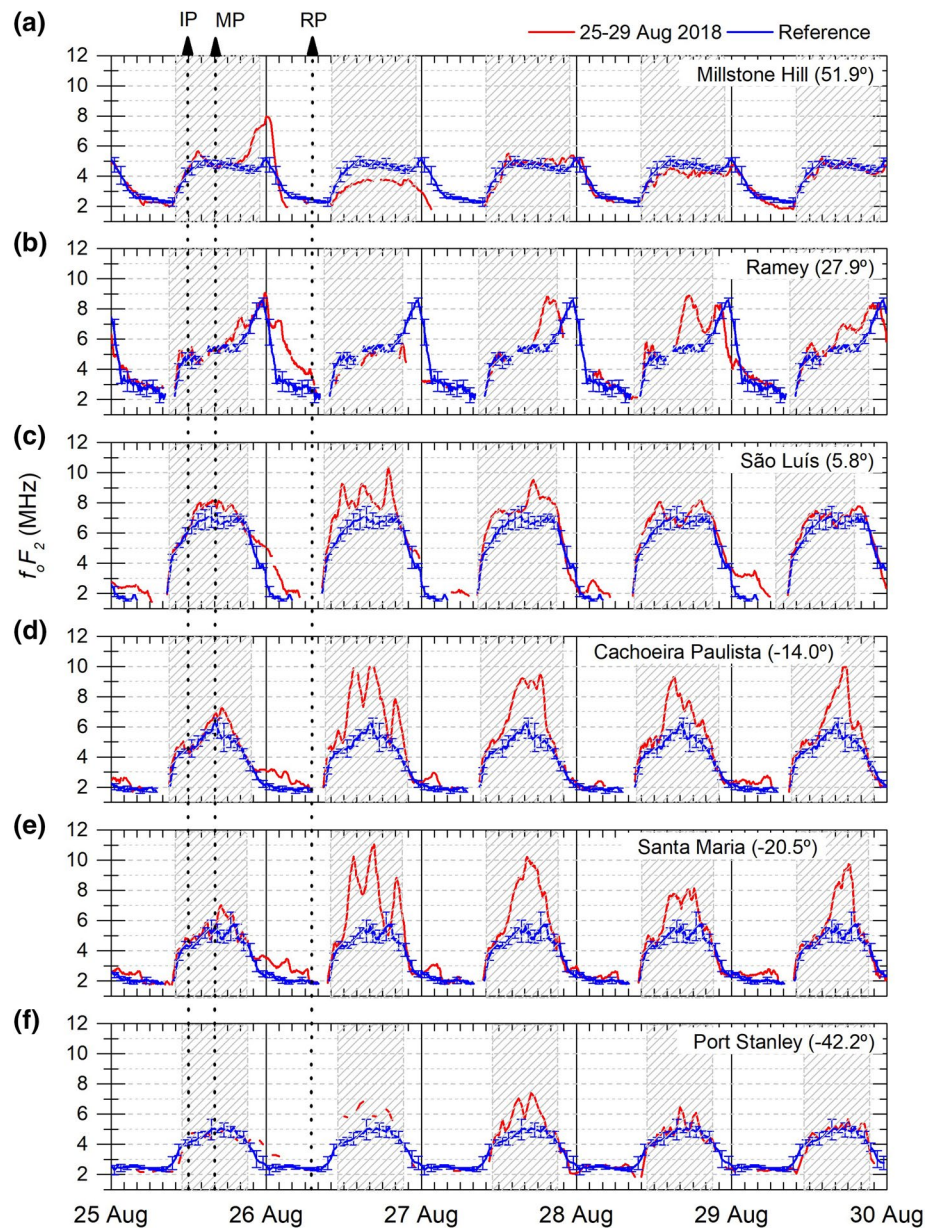 (a)
IP MP RP
25-29 Aug 2018 Reference
12
10
8
6
4
2
Millstone Hill (51.9º)
(b)
12
10
8
6
4
2
Ramey (27.9º)
(c)
12
10
8
6
4
2
São Luís (5.8º)
(d)
12
10
8
6
4
2
Cachoeira Paulista (-14.0º)
(e)
12
10
8
6
4
2
Santa Maria (-20.5º)
(f)
12
10
8
6
4
2
Port Stanley (-42.2º)
foF2 (MHz)
25 Aug 26 Aug 27 Aug 28 Aug 29 Aug 30 Aug